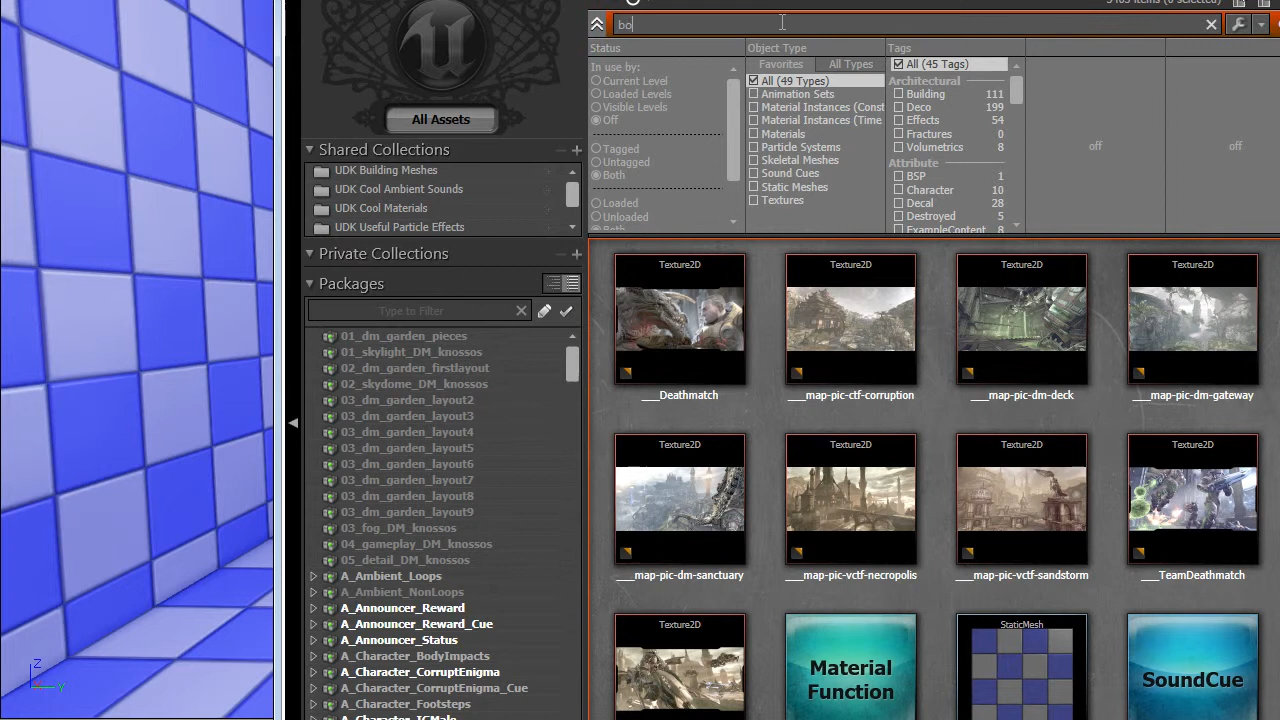 bo
Status
Object Type
Tags
In use by:
Current Level
Loaded Levels
Visible Levels
Off
Tagged
Untagged
Both
Loaded
Unloaded
Both
Favorites
All Types
All (49 Types)
Animation Sets
Material Instances (Const
Material Instances (Time
Materials
Particle Systems
Skeletal Meshes
Sound Cues
Static Meshes
Textures
All (45 Tags)
Architectural
Building 111
Deco 199
Effects 54
Fractures 0
Volumetrics 8
Attribute
BSP 1
Character 10
Decal 28
Destroyed 5
ExampleContent 8
off
off
All Assets
Shared Collections
UDK Building Meshes
UDK Cool Ambient Sounds
UDK Cool Materials
UDK Useful Particle Effects
Private Collections
Packages
Type to Filter
01_dm_garden_pieces
01_skylight_DM_knossos
02_dm_garden_firstlayout
02_skydome_DM_knossos
03_dm_garden_layout2
03_dm_garden_layout3
03_dm_garden_layout4
03_dm_garden_layout5
03_dm_garden_layout6
03_dm_garden_layout7
03_dm_garden_layout8
03_dm_garden_layout9
03_fog_DM_knossos
04_gameplay_DM_knossos
05_detail_DM_knossos
A_Ambient_Loops
A_Ambient_NonLoops
A_Announcer_Reward
A_Announcer_Reward_Cue
A_Announcer_Status
A_Character_BodyImpacts
A_Character_CorruptEnigma
A_Character_CorruptEnigma_Cue
A_Character_Footsteps
Texture2D
___Deathmatch
Texture2D
___map-pic-ctf-corruption
Texture2D
___map-pic-dm-deck
Texture2D
___map-pic-dm-gateway
Texture2D
___map-pic-dm-sanctuary
Texture2D
___map-pic-vctf-necropolis
Texture2D
___map-pic-vctf-sandstorm
Texture2D
___TeamDeathmatch
Texture2D
Material
Function
StaticMesh
SoundCue
Z
Y